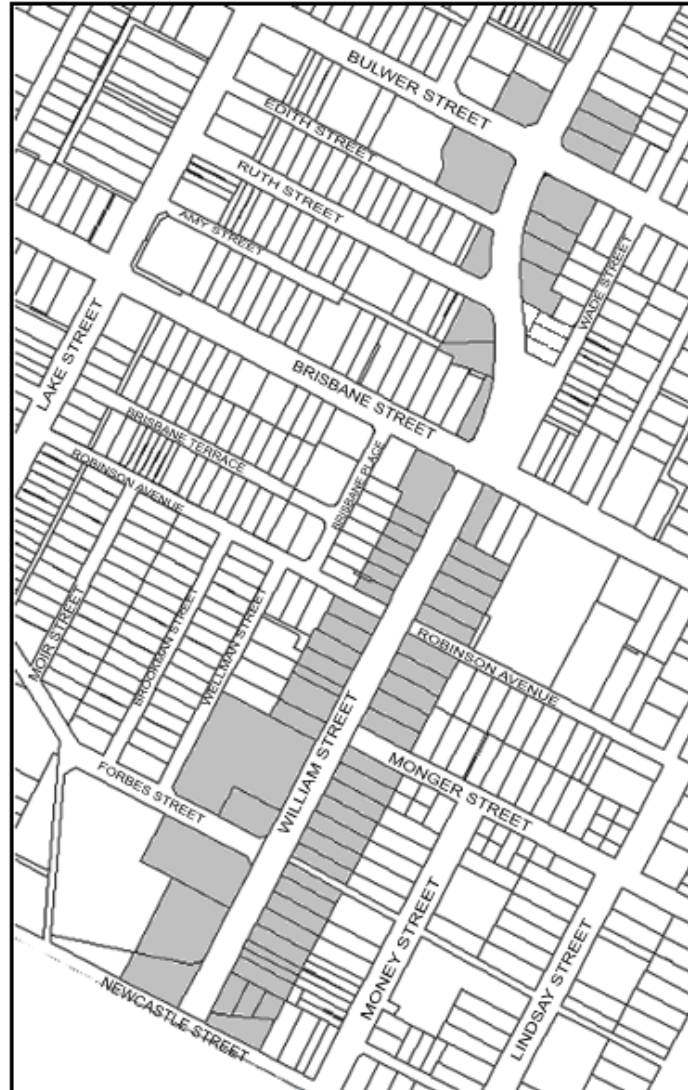 BULWER STREET
EDITH STREET
RUTH STREET
AMY STREET
WADE STREET
LAKE STREET
BRISBANE STREET
BRISBANE TERRACE
ROBINSON AVENUE
BRISBANE PLACE
MOIR STREET
BROOKMAN STREET
WELLMAN STREET
ROBINSON AVENUE
WILLIAM STREET
MONGER STREET
FORBES STREET
MONEY STREET
LINDSAY STREET
NEWCASTLE STREET